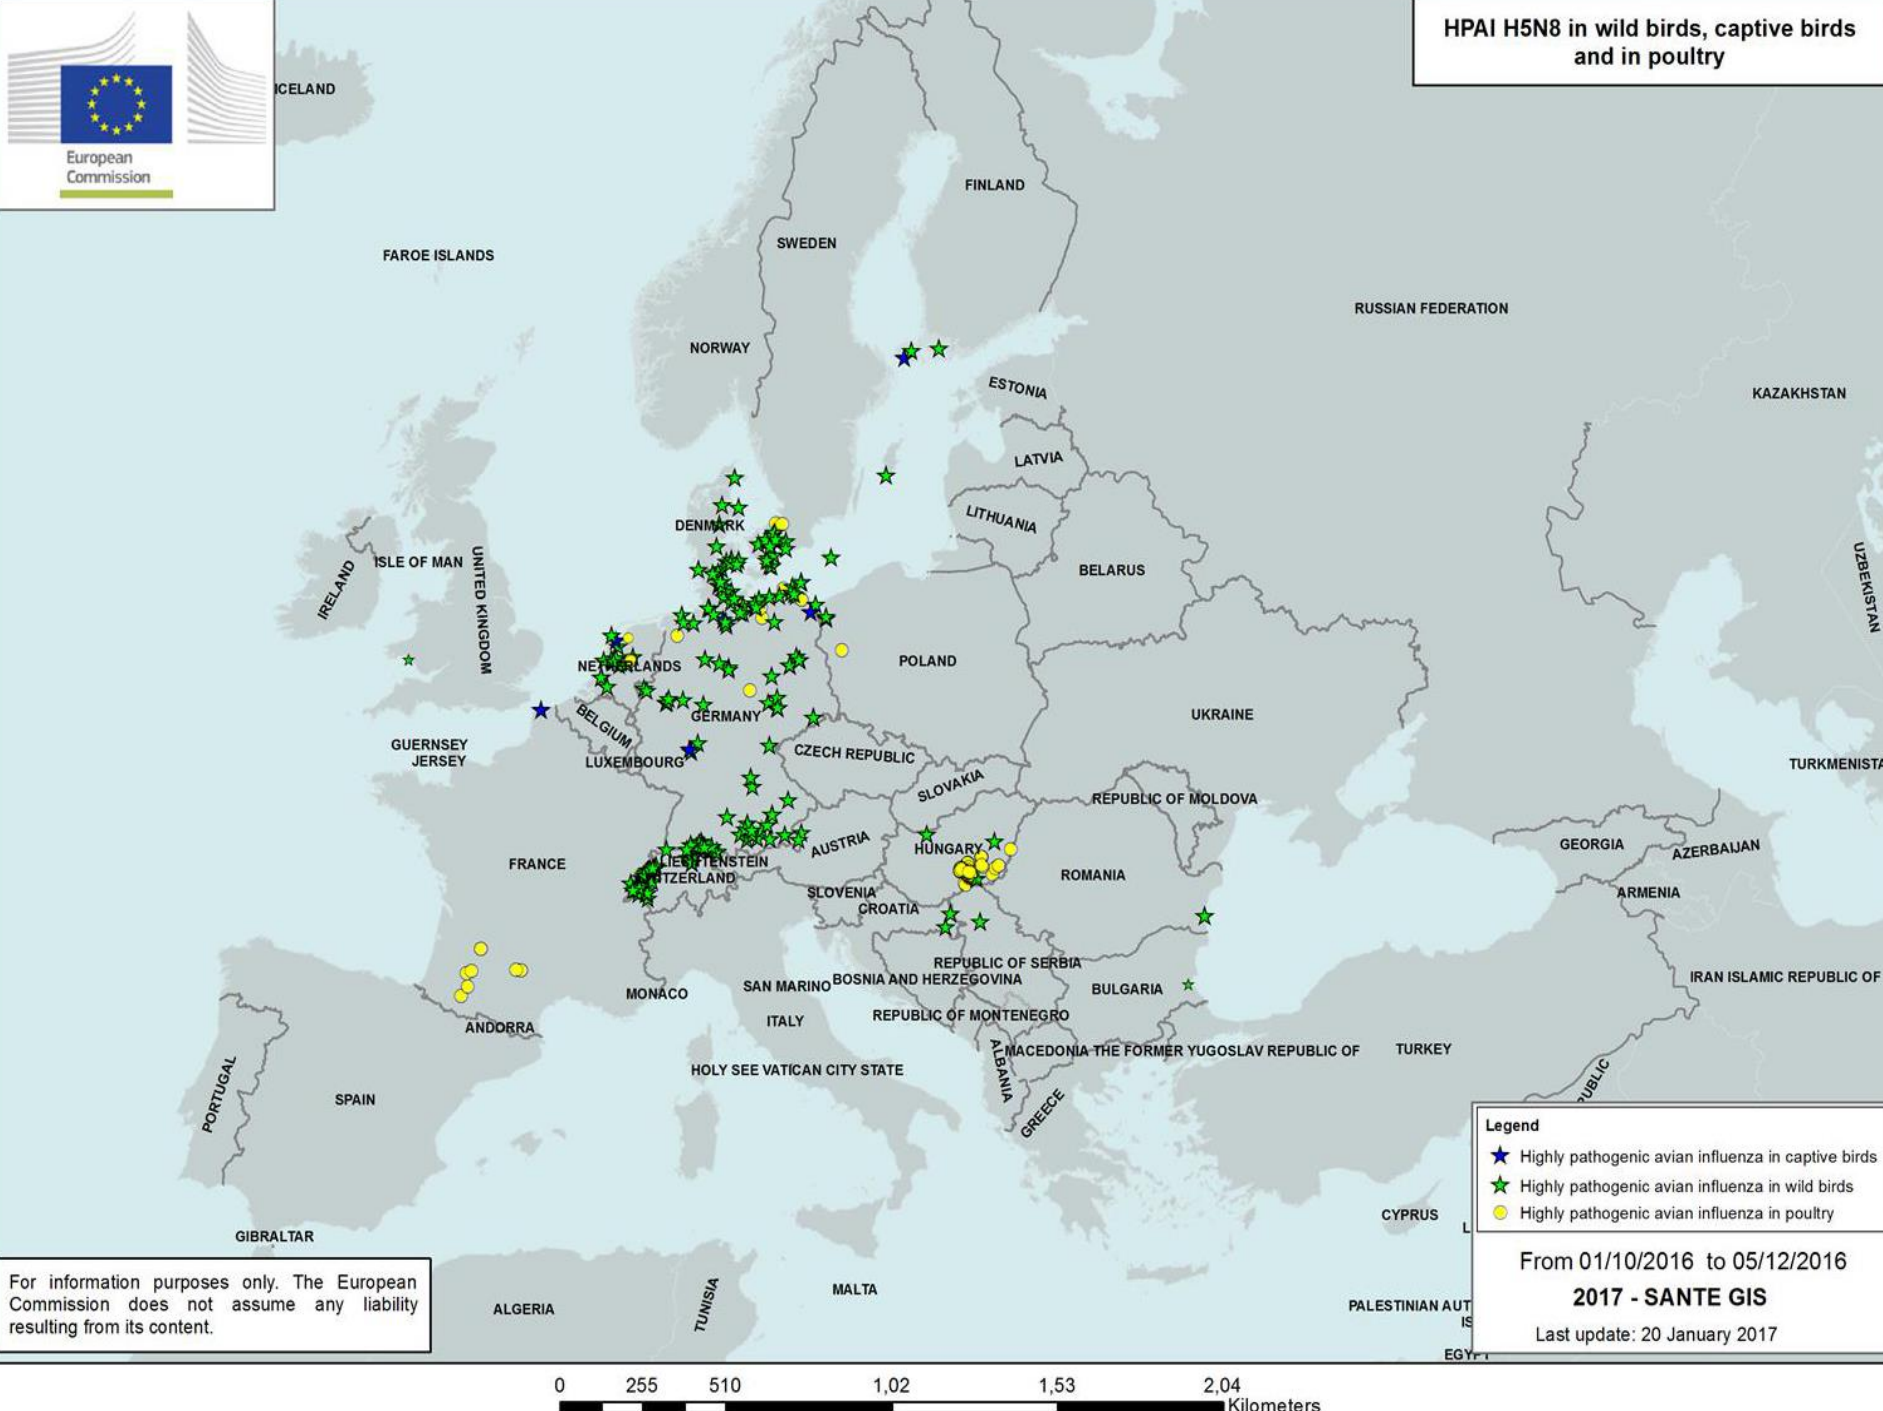 HPAI H5N8 in wild birds, captive birds
and in poultry
European
Commission
ICELAND
FINLAND
SWEDEN
FAROE ISLANDS
RUSSIAN FEDERATION
NORWAY
ESTONIA
KAZAKHSTAN
LATVIA
LITHUANIA
DENMARK
ISLE OF MAN
UNITED KINGDOM
IRELAND
BELARUS
UZBEKISTAN
NETHERLANDS
POLAND
BELGIUM
GERMANY
UKRAINE
GUERNSEY
JERSEY
LUXEMBOURG
CZECH REPUBLIC
SLOVAKIA
TURKMENISTA
REPUBLIC OF MOLDOVA
AUSTRIA
HUNGARY
GEORGIA
AZERBAIJAN
FRANCE
LIECHTENSTEIN
SWITZERLAND
ROMANIA
SLOVENIA
CROATIA
ARMENIA
REPUBLIC OF SERBIA
BOSNIA AND HERZEGOVINA
SAN MARINO
MONACO
BULGARIA
IRAN ISLAMIC REPUBLIC OF
REPUBLIC OF MONTENEGRO
ITALY
ANDORRA
ALBANIA
MACEDONIA THE FORMER YUGOSLAV REPUBLIC OF
TURKEY
HOLY SEE VATICAN CITY STATE
PORTUGAL
SPAIN
GREECE
PUBLIC
CYPRUS
L
GIBRALTAR
MALTA
ALGERIA
TUNISIA
PALESTINIAN AUT
IS
EGYPT
Legend
Highly pathogenic avian influenza in captive birds
Highly pathogenic avian influenza in wild birds
Highly pathogenic avian influenza in poultry
From 01/10/2016 to 05/12/2016
2017 - SANTE GIS
Last update: 20 January 2017
For information purposes only. The European
Commission does not assume any liability
resulting from its content.
0 255 510 1,02 1,53 2,04
Kilometers